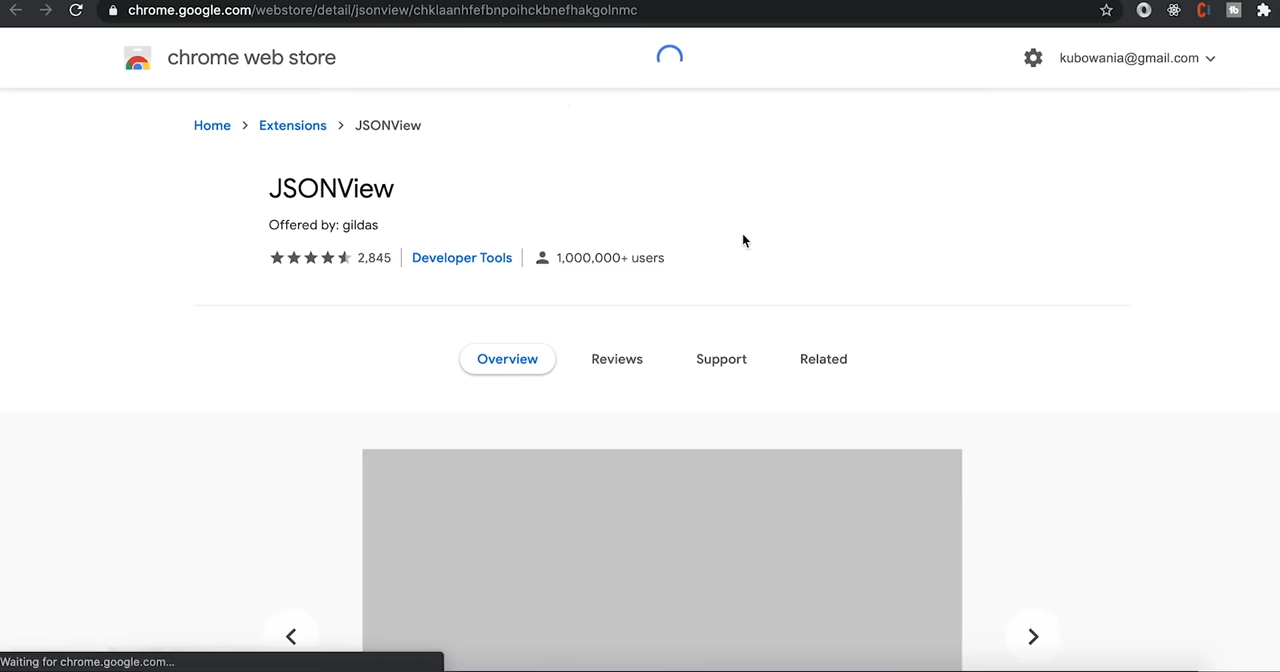 chrome.google.com/webstore/detail/jsonview/chklaanhfefbnpoihckbnefhakgolnmc
chrome web store
kubowania@gmail.com
Home > Extensions > JSONView
JSONView
Offered by: gildas
2,845 Developer Tools 1,000,000+ users
Overview Reviews Support Related
Waiting for chrome.google.com...